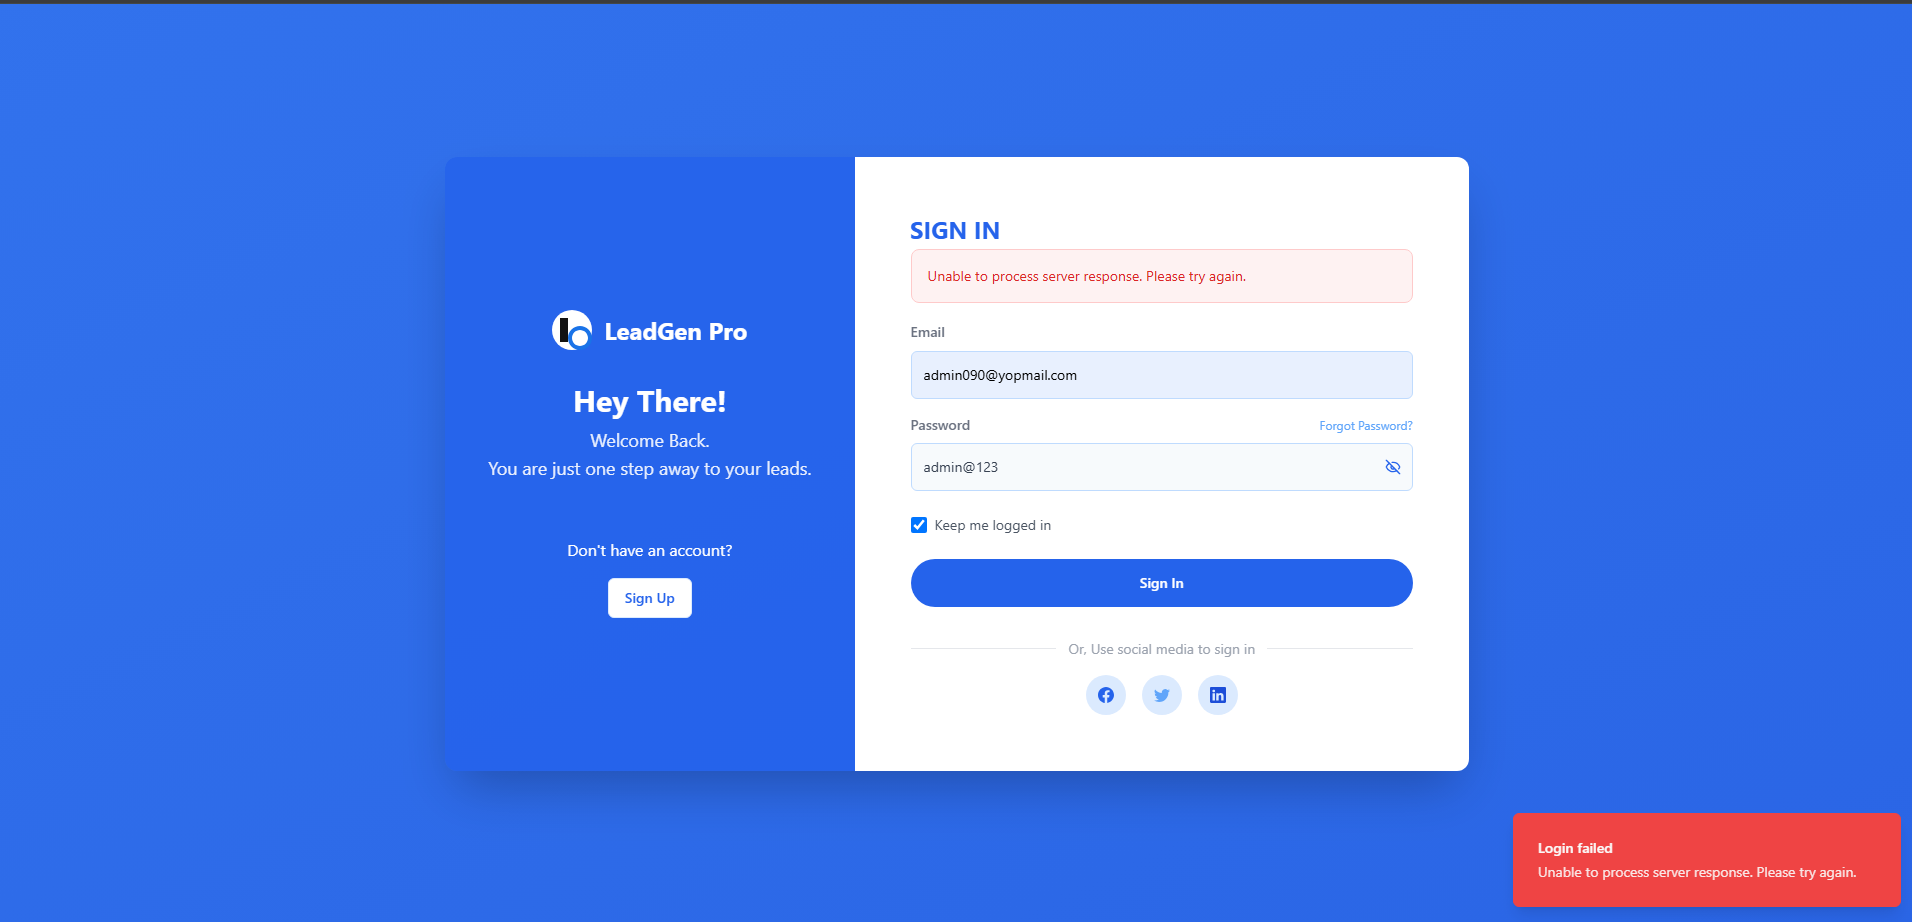 LeadGen Pro
Hey There!
Welcome Back.
You are just one step away to your leads.
Don't have an account?
Sign Up
SIGN IN
Unable to process server response. Please try again.
Email
admin090@yopmail.com
Password
Forgot Password?
admin@123
Keep me logged in
Sign In
Or, Use social media to sign in
Login failed
Unable to process server response. Please try again.